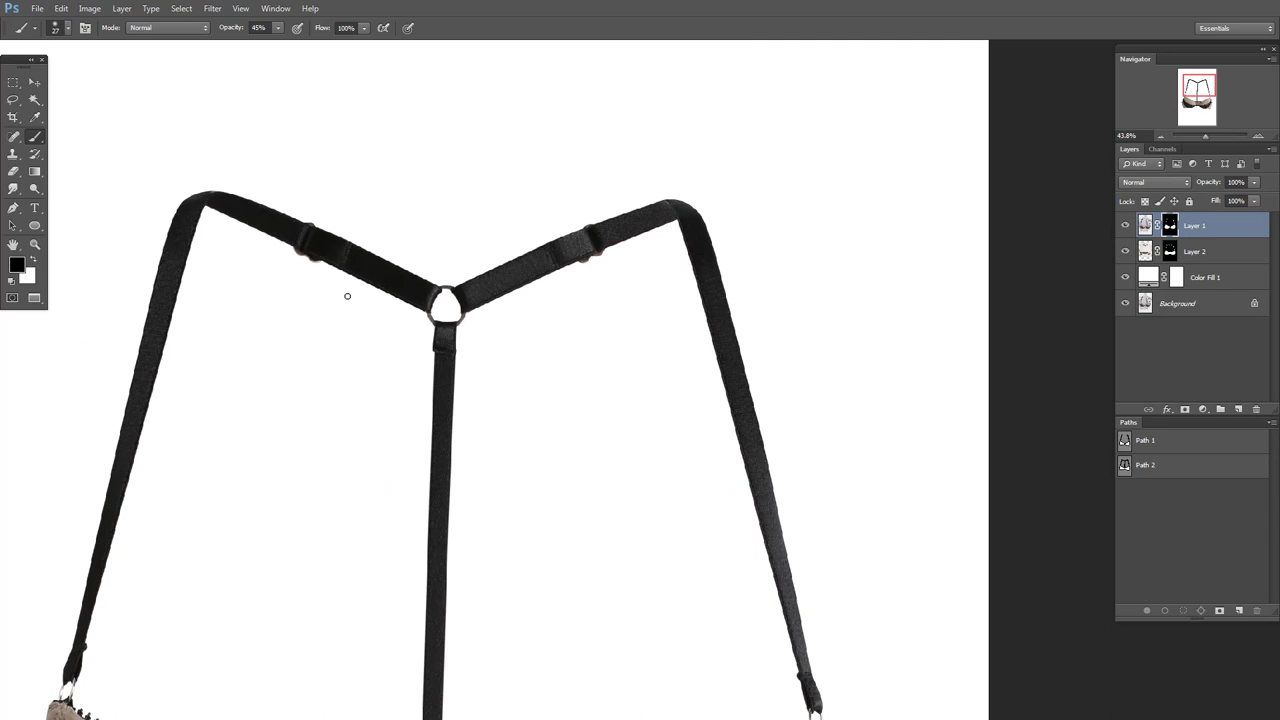 Ps File Edit Image Layer Type Select Filter View Window Help
27 Mode: Normal Opacity: 45% Flow: 100% Essentials
Navigator
43.8%
Layers Channels
Kind
Normal Opacity: 100%
Lock: Fill: 100%
Layer 1
Layer 2
Color Fill 1
Background
Paths
Path 1
Path 2